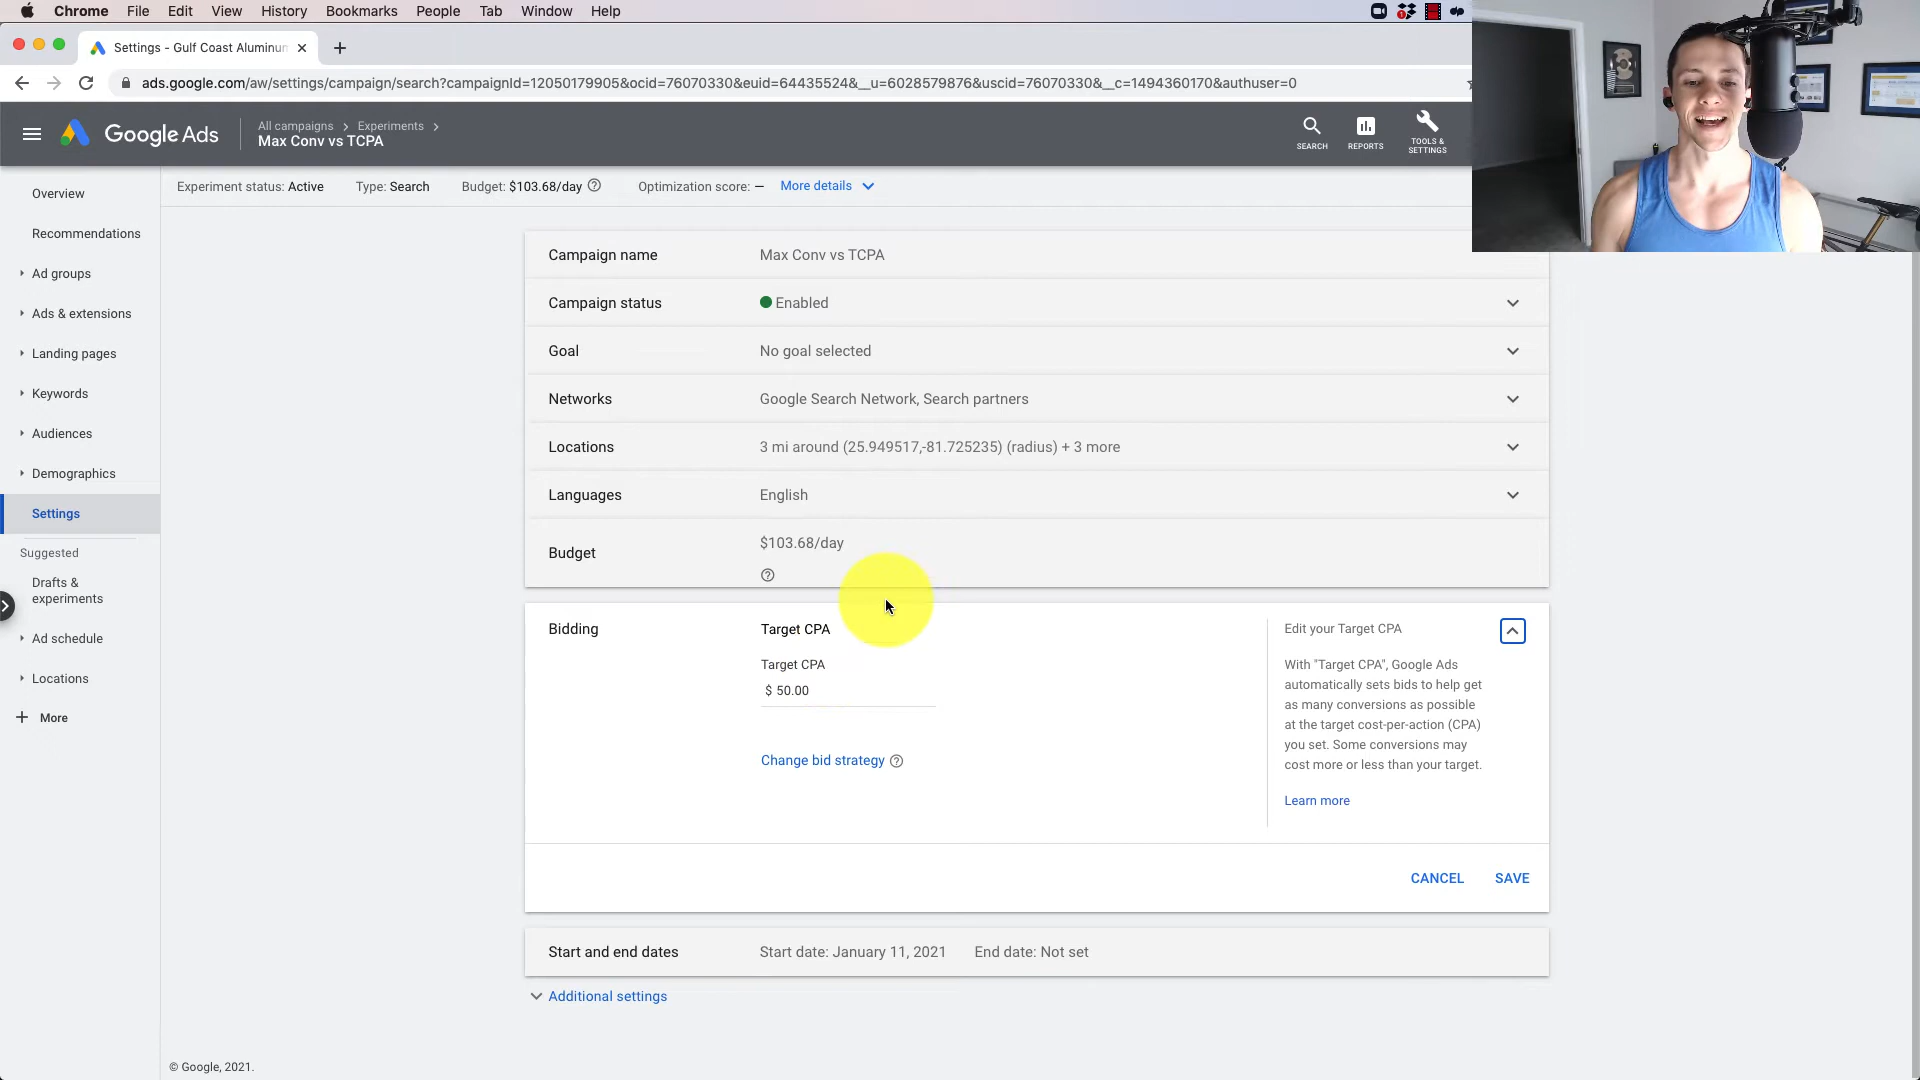 Chrome File Edit View History Bookmarks People Tab Window Help
Settings - Gulf Coast Aluminun
ads.google.com/aw/settings/campaign/search?campaignId=12050179905&ocid=76070330&euid=64435524&__u=6028579876&uscid=76070330&__c=1494360170&authuser=0
Google Ads
All campaigns > Experiments >
Max Conv vs TCPA
SEARCH
REPORTS
TOOLS &
SETTINGS
Experiment status: Active Type: Search Budget: $103.68/day Optimization score: — More details
Overview
Recommendations
Ad groups
Ads & extensions
Landing pages
Keywords
Audiences
Demographics
Settings
Suggested
Drafts &
experiments
Ad schedule
Locations
+ More
Campaign name Max Conv vs TCPA
Campaign status Enabled
Goal No goal selected
Networks Google Search Network, Search partners
Locations 3 mi around (25.949517,-81.725235) (radius) + 3 more
Languages English
Budget $103.68/day
Bidding
Target CPA
Target CPA
$ 50.00
Change bid strategy
Edit your Target CPA
With "Target CPA", Google Ads
automatically sets bids to help get
as many conversions as possible
at the target cost-per-action (CPA)
you set. Some conversions may
cost more or less than your target.
Learn more
CANCEL SAVE
Start and end dates Start date: January 11, 2021 End date: Not set
Additional settings
© Google, 2021.